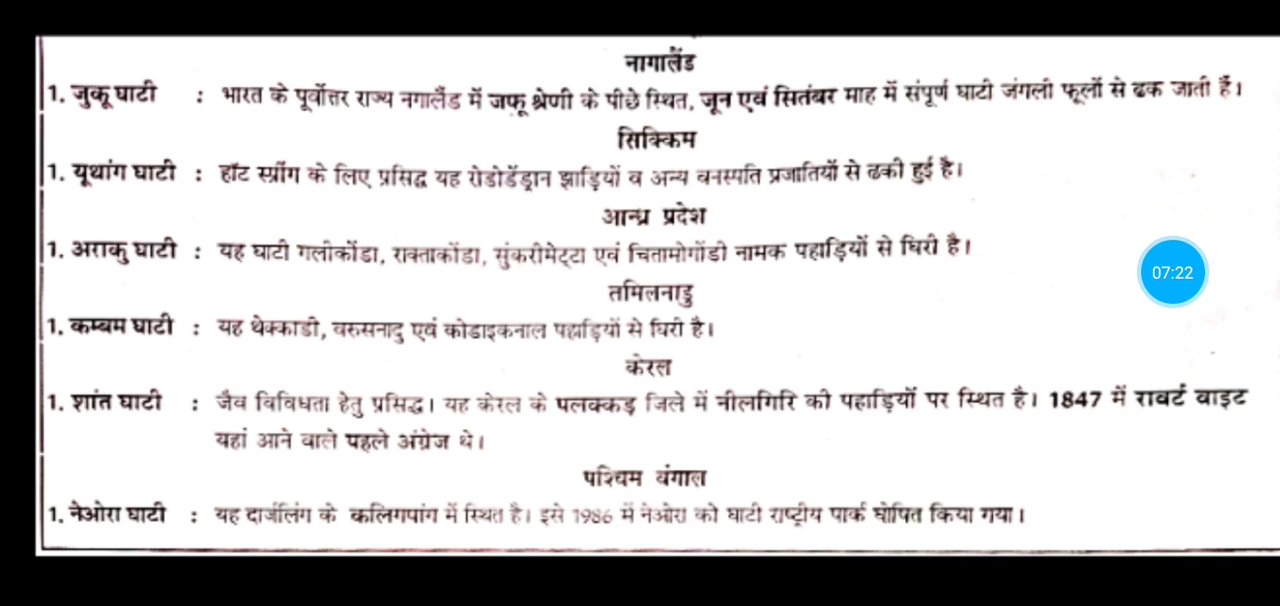 नागालैंड
1. जुकू घाटी : भारत के पूर्वोत्तर राज्य नगालैंड में जफू श्रेणी के पीछे स्थित, जून एवं सितंबर माह में संपूर्ण घाटी जंगली फूलों से ढक जाती हैं।
सिक्किम
1. यूथांग घाटी : हॉट स्प्रींग के लिए प्रसिद्ध यह रोडोडेंड्रान झाड़ियों व अन्य वनस्पति प्रजातियों से ढकी हुई है।
आन्ध्र प्रदेश
1. अराकु घाटी : यह घाटी गलीकोंडा, राक्ताकोंडा, सुंकरीमेट्टा एवं चितामोगोंडी नामक पहाड़ियों से घिरी है।
07:22
तमिलनाडु
1. कम्बम घाटी : यह थेक्काडी, वरुसनादु एवं कोडाइकनाल पहाड़ियों से घिरी है।
केरल
1. शांत घाटी : जैव विविधता हेतु प्रसिद्ध। यह केरल के पलक्कड़ जिले में नीलगिरि की पहाड़ियों पर स्थित है। 1847 में रावर्ट वाइट
यहां आने वाले पहले अंग्रेज थे।
पश्चिम बंगाल
1. नेओरा घाटी : यह दार्जलिंग के कलिगपांग में स्थित है। इसे 1986 में नेओरा को घाटी राष्ट्रीय पार्क घोषित किया गया।